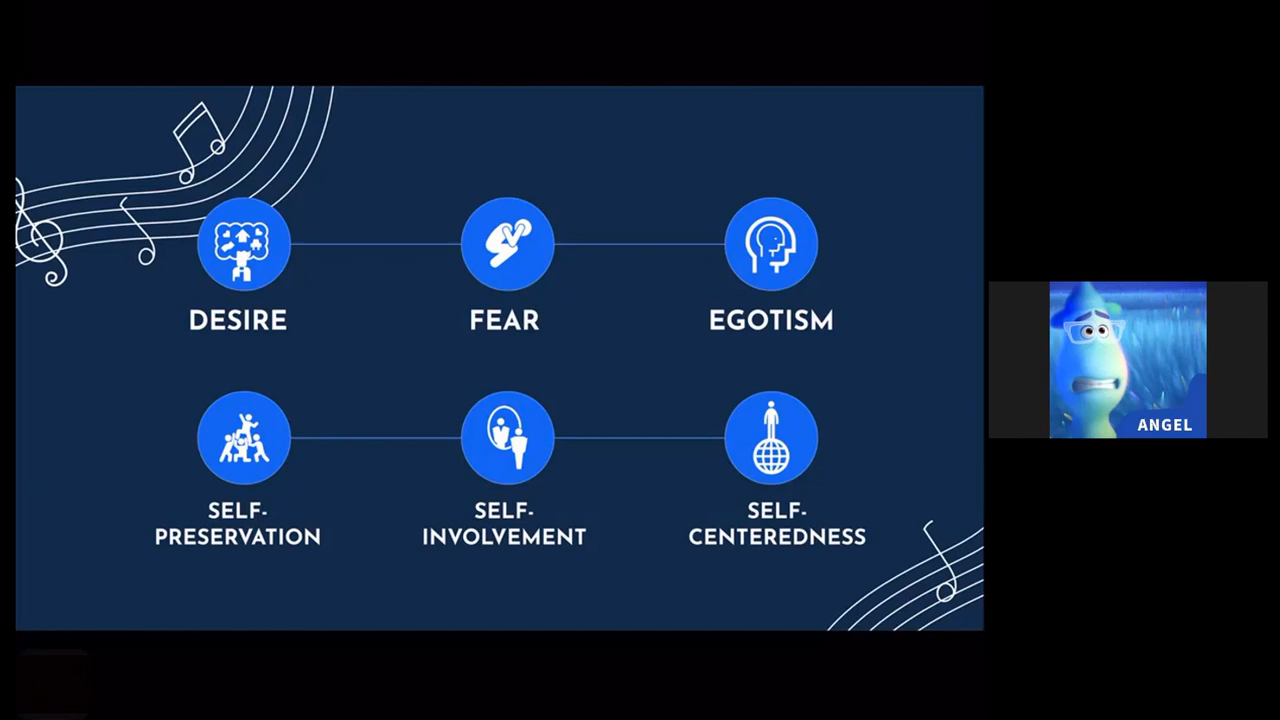 DESIRE
FEAR
EGOTISM
SELF-
PRESERVATION
SELF-
INVOLVEMENT
SELF-
CENTEREDNESS
ANGEL